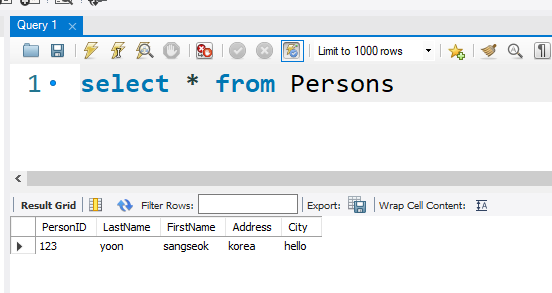 Query 1
Limit to 1000 rows
1 select * from Persons
Result Grid Filter Rows: Export: Wrap Cell Content:
PersonID LastName FirstName Address City
123 yoon sangseok korea hello